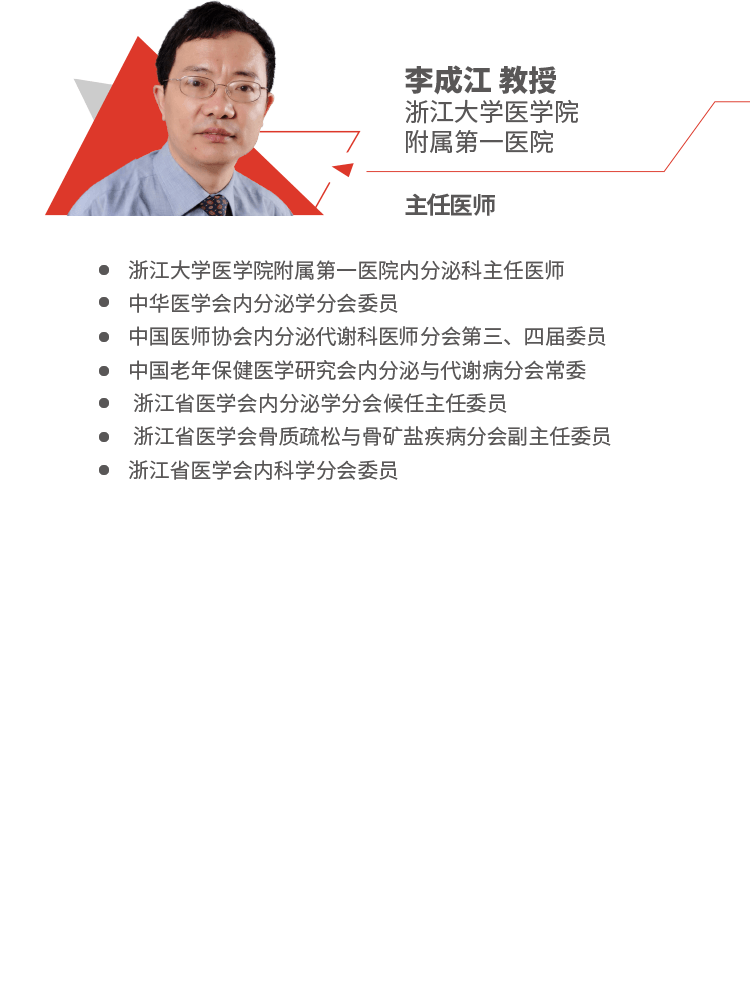 李成江 教授
浙江大学医学院
附属第一医院
主任医师
浙江大学医学院附属第一医院内分泌科主任医师
中华医学会内分泌学分会委员
中国医师协会内分泌代谢科医师分会第三、四届委员
中国老年保健医学研究会内分泌与代谢病分会常委
浙江省医学会内分泌学分会候任主任委员
浙江省医学会骨质疏松与骨矿盐疾病分会副主任委员
浙江省医学会内科学分会委员